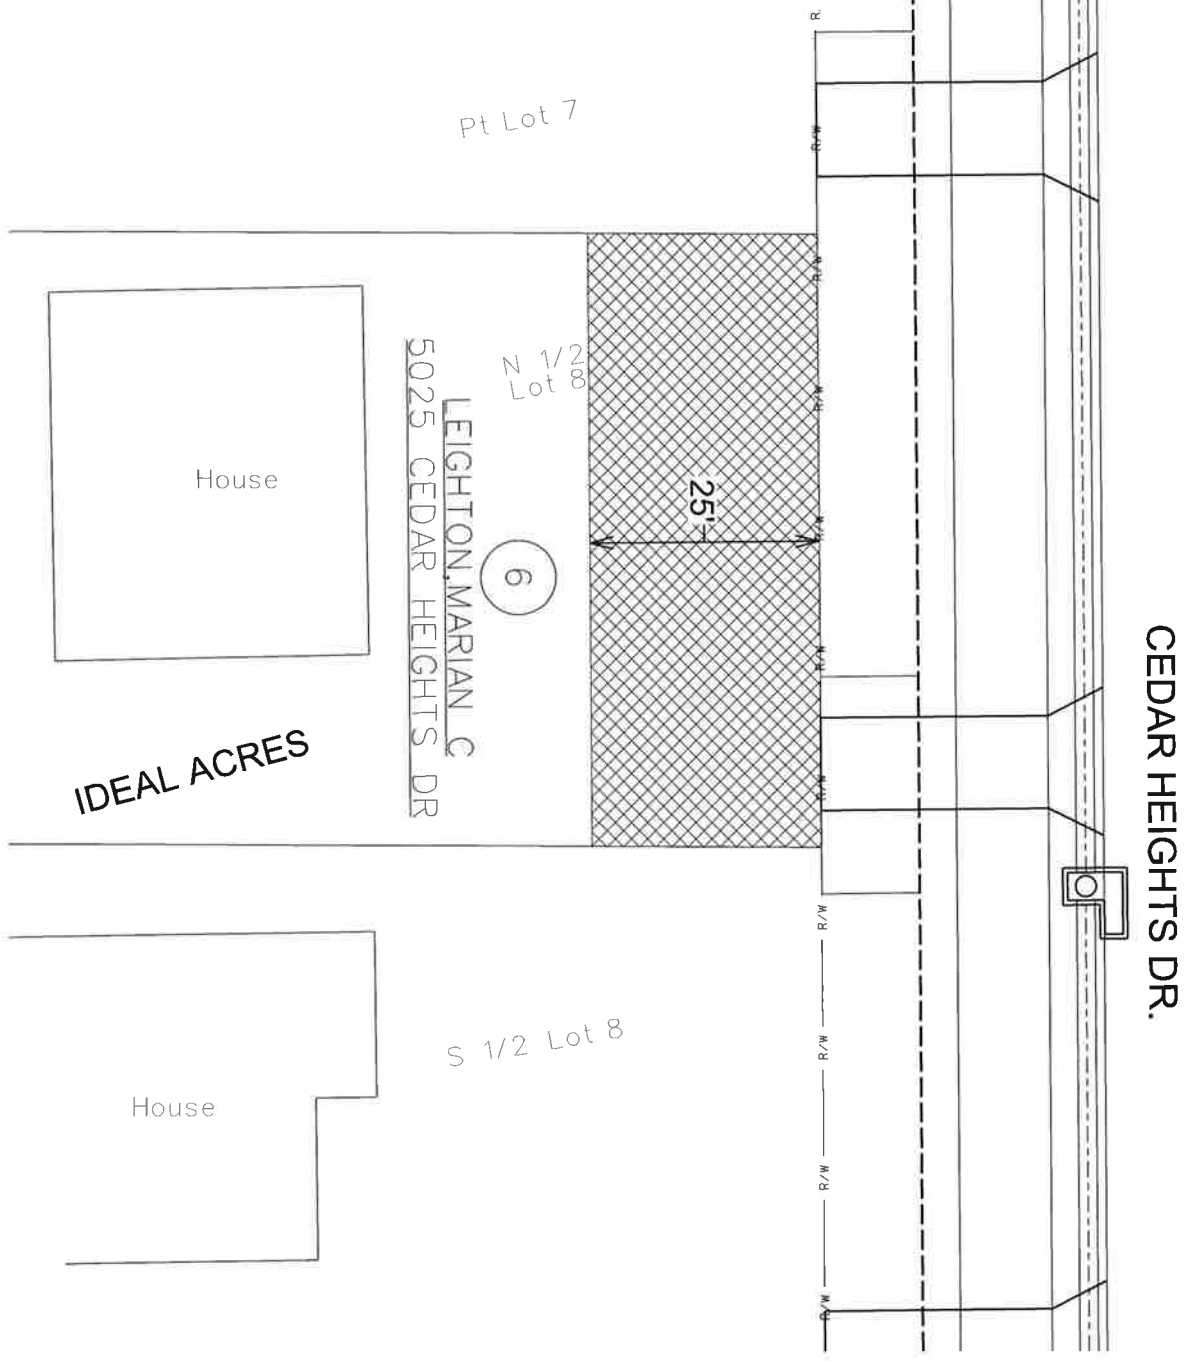 R
Pt Lot 7
R/W
R/W
N 1/2
Lot 8
LEIGHTON,MARIAN C
5025 CEDAR HEIGHTS DR
R/W
House
25'
R/W
6
CEDAR HEIGHTS DR.
R/W
IDEAL ACRES
R/W
R/W
S 1/2 Lot 8
R/W
House
R/W
R/W